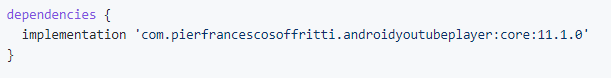 dependencies {
  implementation 'com.pierfrancescosoffritti.androidyoutubeplayer:core:11.1.0'
}